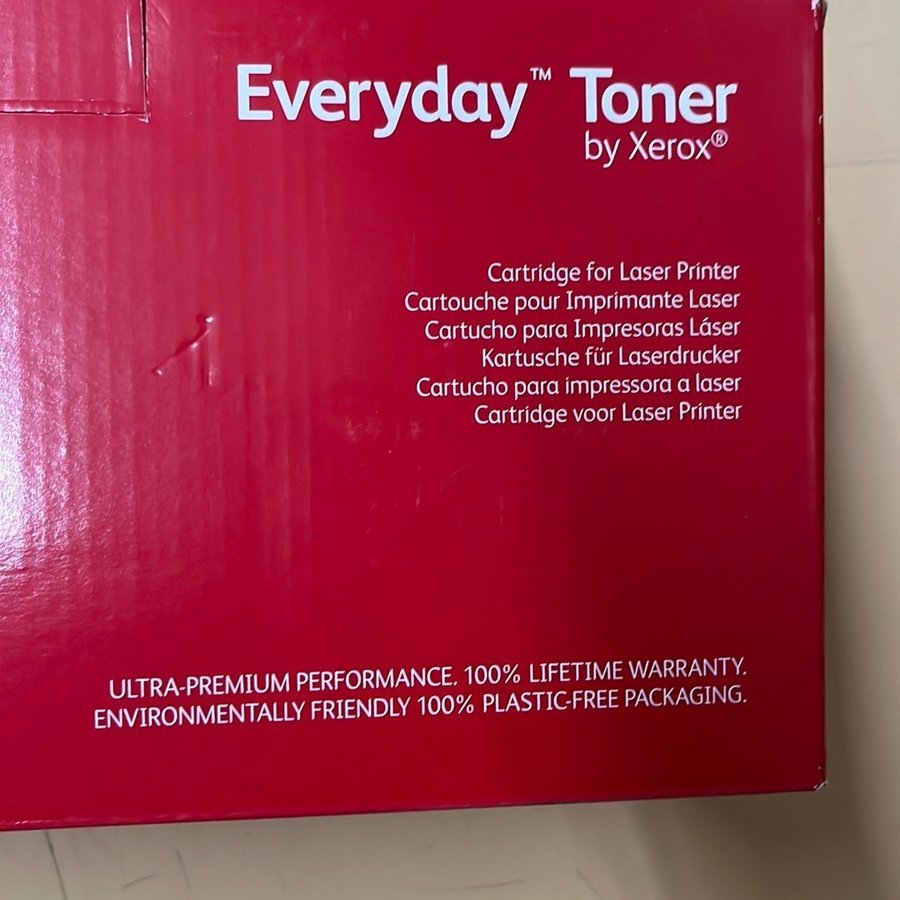 Everyday™ Toner
by Xerox®
Cartridge for Laser Printer
Cartouche pour Imprimante Laser
Cartucho para Impresoras Láser
Kartusche für Laserdrucker
Cartucho para impressora a laser
Cartridge voor Laser Printer
ULTRA-PREMIUM PERFORMANCE. 100% LIFETIME WARRANTY.
ENVIRONMENTALLY FRIENDLY 100% PLASTIC-FREE PACKAGING.